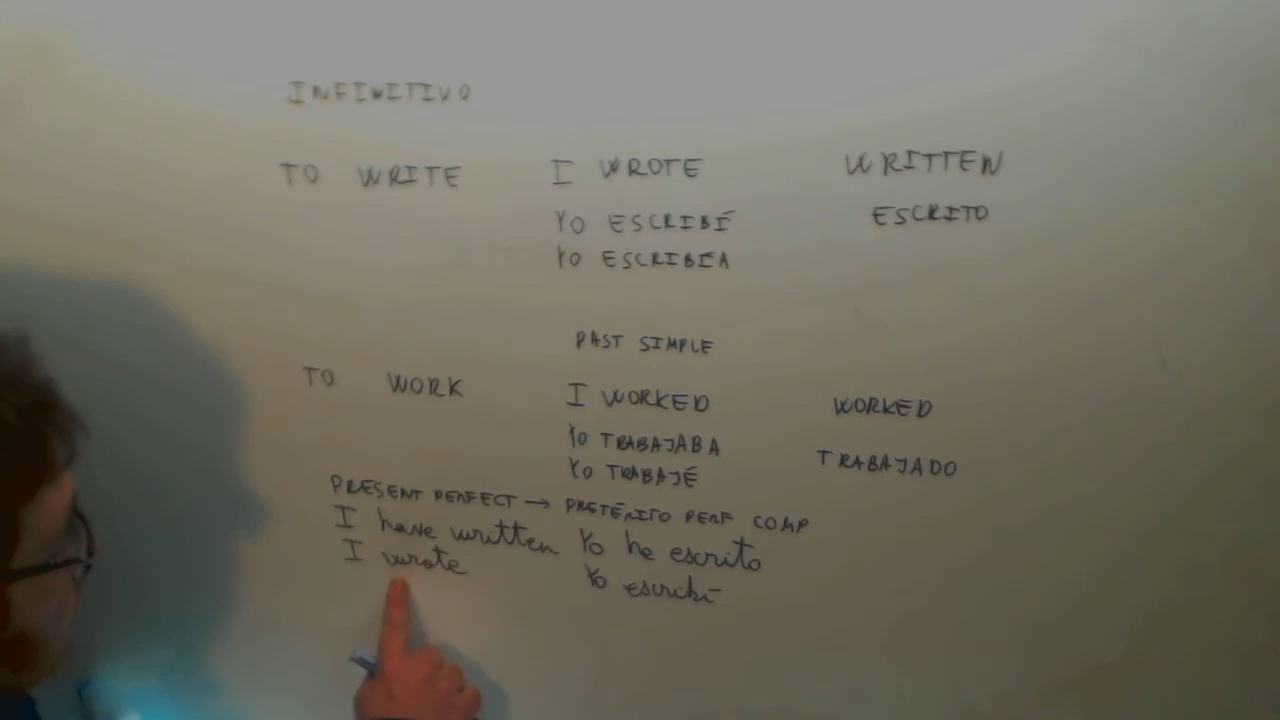 INFINITIVO
TO WRITE I WROTE WRITTEN
YO ESCRIBÍ ESCRITO
YO ESCRIBÍA
PAST SIMPLE
TO WORK I WORKED WORKED
YO TRABAJABA TRABAJADO
YO TRABAJÉ
PRESENT PERFECT → PRETÉRITO PERF COMP
I have written Yo he escrito
I wrote Yo escribí